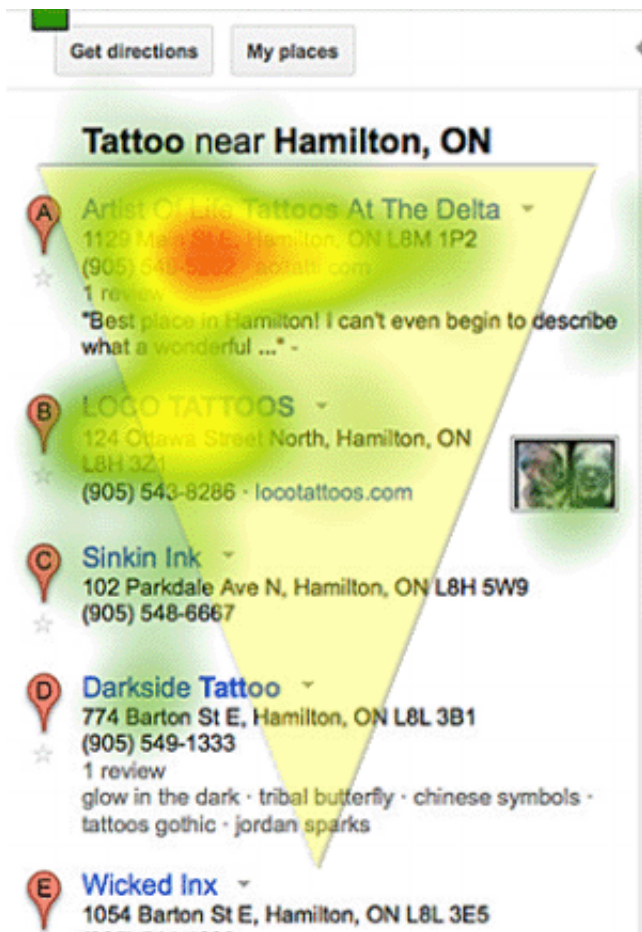 Get directions My places
Tattoo near Hamilton, ON
A Artist Of Life Tattoos At The Delta
1129 Main St E, Hamilton, ON L8M 1P2
(905)
1 review
"Best place in Hamilton! I can't even begin to describe
what a wonderful ..." -
B LOCO TATTOOS
124 Ottawa Street North, Hamilton, ON
L8H 3Z1
(905) 543-8286 · locotattoos.com
C Sinkin Ink
102 Parkdale Ave N, Hamilton, ON L8H 5W9
(905) 548-6667
D Darkside Tattoo
774 Barton St E, Hamilton, ON L8L 3B1
(905) 549-1333
1 review
glow in the dark · tribal butterfly · chinese symbols ·
tattoos gothic · jordan sparks
E Wicked Inx
1054 Barton St E, Hamilton, ON L8L 3E5